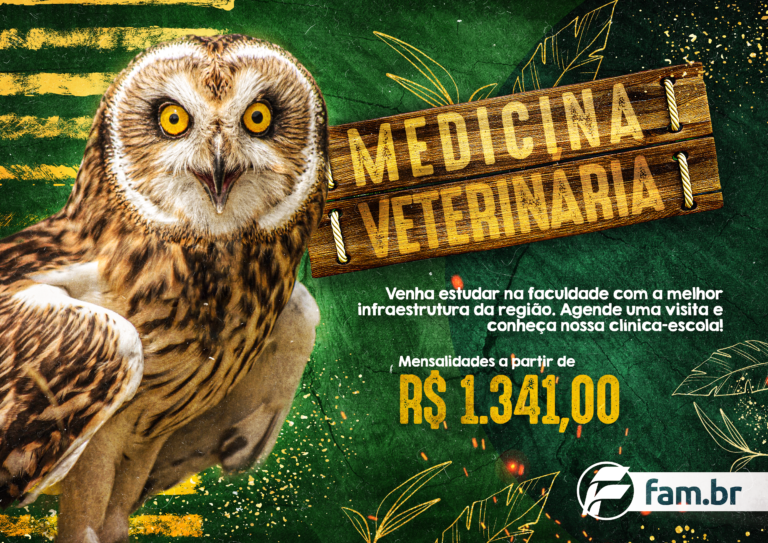 MEDICINA
VETERINÁRIA
Venha estudar na faculdade com a melhor
infraestrutura da região. Agende uma visita e
conheça nossa clínica-escola!
Mensalidades a partir de
R$ 1.341,00
fam.br